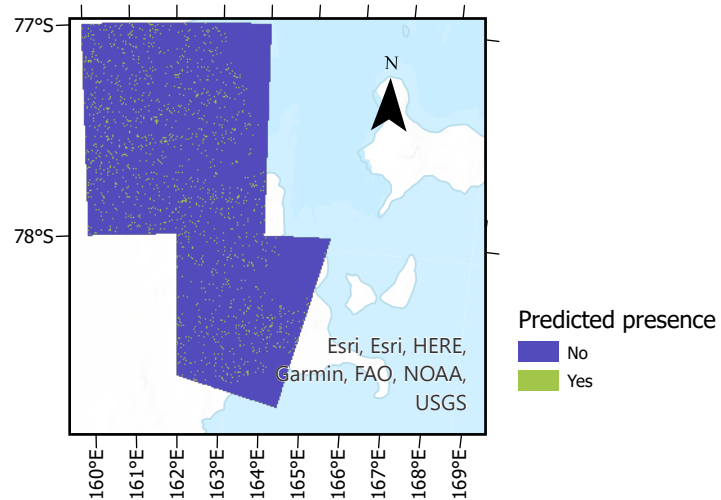 77°S
N
78°S
Predicted presence
No
Yes
Esri, Esri, HERE,
Garmin, FAO, NOAA,
USGS
160°E
161°E
162°E
163°E
164°E
165°E
166°E
167°E
168°E
169°E